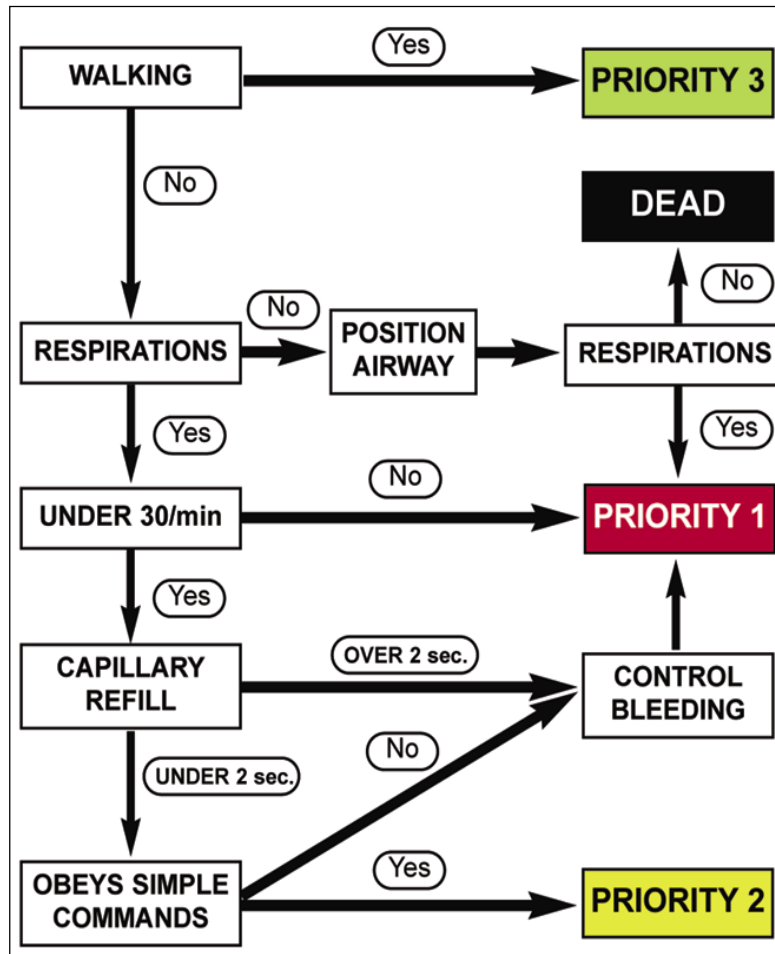 WALKING
Yes
PRIORITY 3
No
DEAD
No
RESPIRATIONS
No
POSITION
AIRWAY
RESPIRATIONS
Yes
Yes
UNDER 30/min
No
PRIORITY 1
Yes
CAPILLARY
REFILL
OVER 2 sec.
CONTROL
BLEEDING
No
UNDER 2 sec.
OBEYS SIMPLE
COMMANDS
Yes
PRIORITY 2